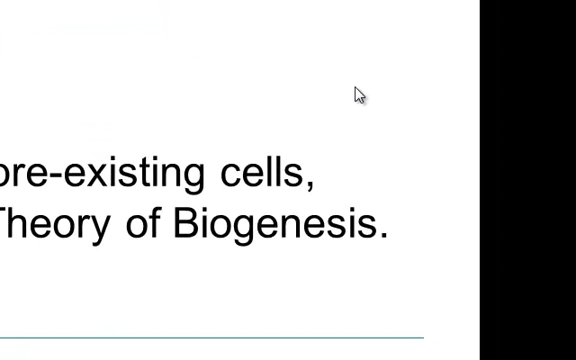 pre-existing cells,
Theory of Biogenesis.